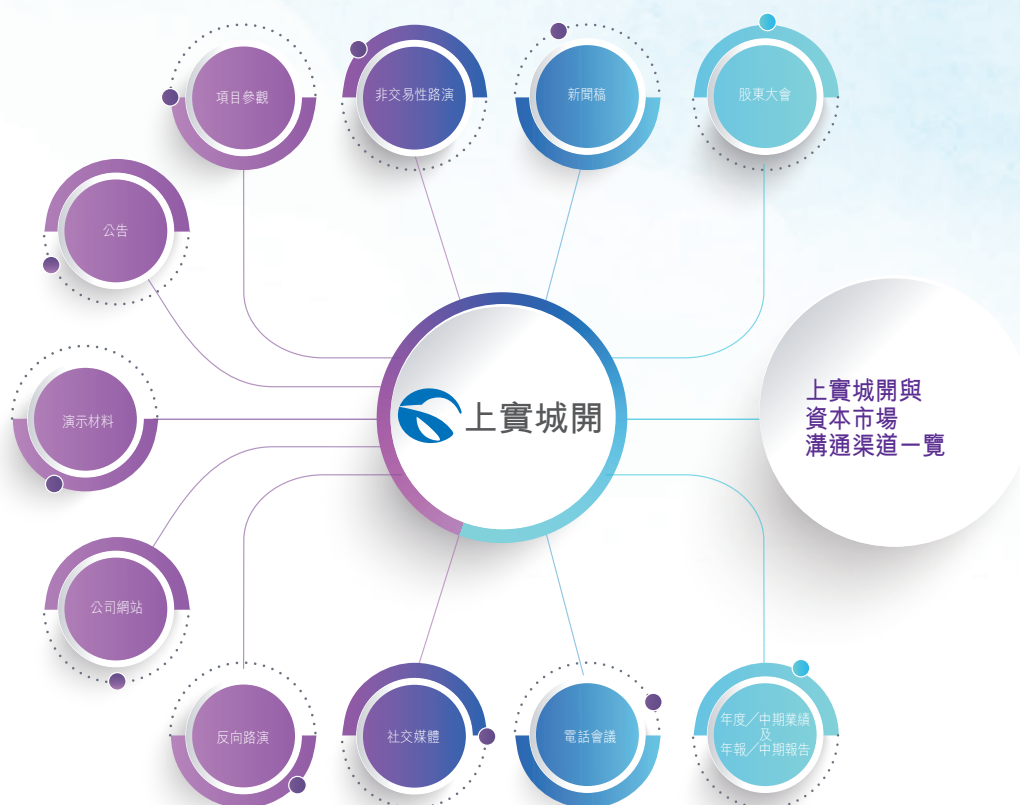 項目參觀
非交易性路演
新聞稿
股東大會
公告
演示材料
上實城開
上實城開與
資本市場
溝通渠道一覽
公司網站
反向路演
社交媒體
電話會議
年度／中期業績
及
年報／中期報告